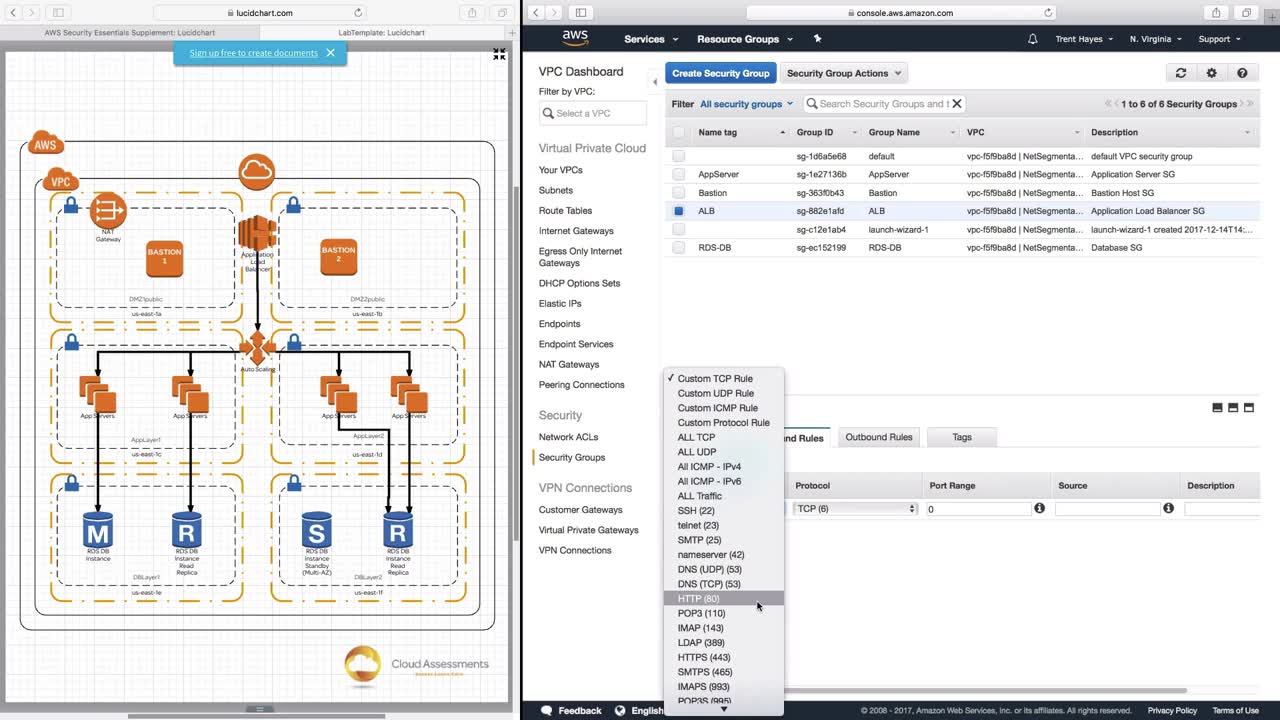 lucidchart.com
AWS Security Essentials Supplement: Lucidchart
LabTemplate: Lucidchart
Sign up free to create documents
AWS
VPC
NAT
Gateway
BASTION
1
Application
Load
Balancer
BASTION
2
DMZ1public
us-east-1a
DMZ2public
us-east-1b
Auto Scaling
App Servers
App Servers
App Servers
App Servers
AppLayer1
us-east-1c
AppLayer2
us-east-1d
M
R
S
R
RDS DB
Instance
RDS DB
Instance
Read
Replica
RDS DB
Instance
Standby
(Multi-AZ)
RDS DB
Instance
Read
Replica
DBLayer1
us-east-1e
DBLayer2
us-east-1f
Cloud Assessments
console.aws.amazon.com
aws
Services
Resource Groups
Trent Hayes
N. Virginia
Support
VPC Dashboard
Filter by VPC:
Select a VPC
Virtual Private Cloud
Your VPCs
Subnets
Route Tables
Internet Gateways
Egress Only Internet
Gateways
DHCP Options Sets
Elastic IPs
Endpoints
Endpoint Services
NAT Gateways
Peering Connections
Security
Network ACLs
Security Groups
VPN Connections
Customer Gateways
Virtual Private Gateways
VPN Connections
Create Security Group
Security Group Actions
Filter All security groups
Search Security Groups and t
1 to 6 of 6 Security Groups
Name tag Group ID Group Name VPC Description
sg-1d6a5e68 default vpc-f5f9ba8d | NetSegmenta... default VPC security group
AppServer sg-1e27136b AppServer vpc-f5f9ba8d | NetSegmenta... Application Server SG
Bastion sg-363f0b43 Bastion vpc-f5f9ba8d | NetSegmenta... Bastion Host SG
ALB sg-882e1afd ALB vpc-f5f9ba8d | NetSegmenta... Application Load Balancer SG
sg-c12e1ab4 launch-wizard-1 vpc-f5f9ba8d | NetSegmenta... launch-wizard-1 created 2017-12-14T14:...
RDS-DB sg-ec152199 RDS-DB vpc-f5f9ba8d | NetSegmenta... Database SG
✓ Custom TCP Rule
Custom UDP Rule
Custom ICMP Rule
Custom Protocol Rule
ALL TCP
ALL UDP
All ICMP - IPv4
All ICMP - IPv6
ALL Traffic
SSH (22)
telnet (23)
SMTP (25)
nameserver (42)
DNS (UDP) (53)
DNS (TCP) (53)
HTTP (80)
POP3 (110)
IMAP (143)
LDAP (389)
HTTPS (443)
SMTPS (465)
IMAPS (993)
POP3S (995)
nd Rules
Outbound Rules
Tags
Protocol Port Range Source Description
TCP (6) 0
Feedback
English
© 2008 - 2017, Amazon Web Services, Inc. or its affiliates. All rights reserved.
Privacy Policy
Terms of Use